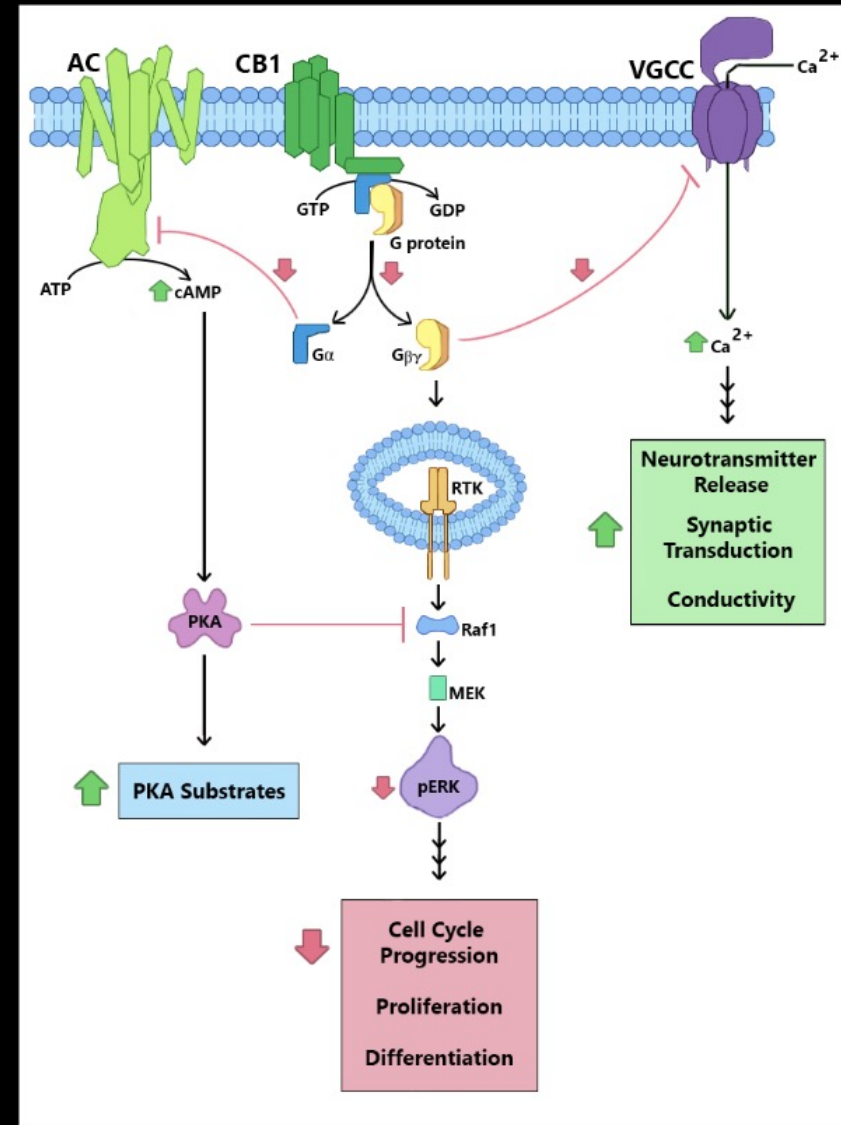 AC
CB1
VGCC
Ca2+
GTP
GDP
G protein
ATP
cAMP
Gα
Gβγ
Ca2+
RTK
Neurotransmitter
Release
Synaptic
Transduction
Conductivity
PKA
Raf1
MEK
PKA Substrates
pERK
Cell Cycle
Progression
Proliferation
Differentiation